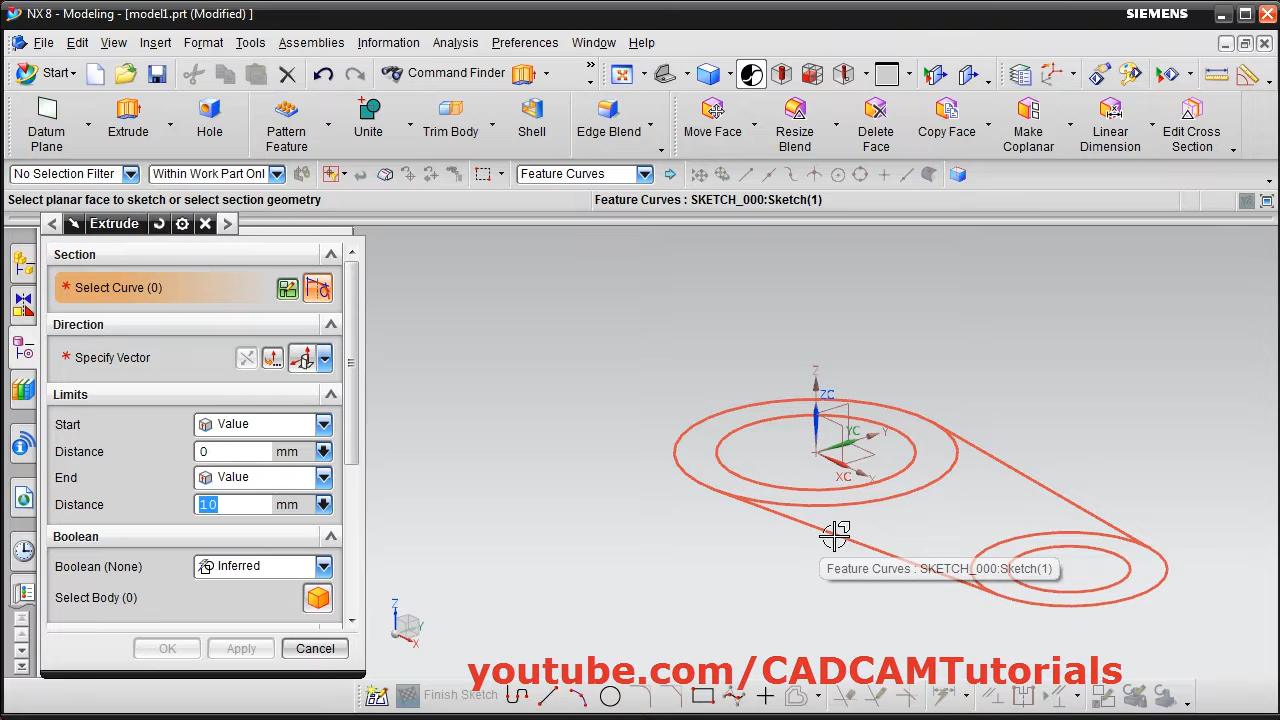 NX 8 - Modeling - [model1.prt (Modified) ]
SIEMENS
File Edit View Insert Format Tools Assemblies Information Analysis Preferences Window Help
Start
Command Finder
Datum Plane
Extrude
Hole
Pattern Feature
Unite
Trim Body
Shell
Edge Blend
Move Face
Resize Blend
Delete Face
Copy Face
Make Coplanar
Linear Dimension
Edit Cross Section
No Selection Filter
Within Work Part Onl
Feature Curves
Select planar face to sketch or select section geometry
Feature Curves : SKETCH_000:Sketch(1)
Extrude
Section
* Select Curve (0)
Direction
* Specify Vector
Limits
Start Value
Distance 0 mm
End Value
Distance 10 mm
Boolean
Boolean (None) Inferred
Select Body (0)
OK Apply Cancel
Z
ZC
YC
Y
XC
X
Feature Curves : SKETCH_000:Sketch(1)
Z
Y
X
youtube.com/CADCAMTutorials
Finish Sketch